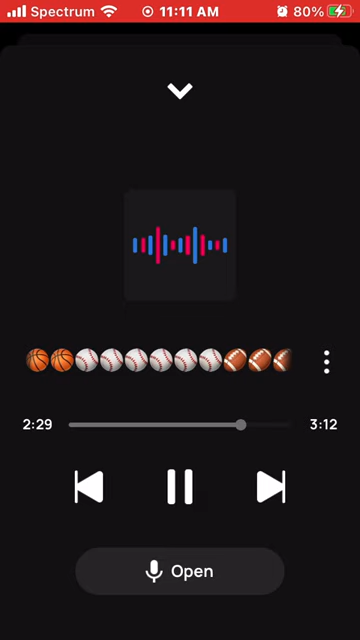 Spectrum 11:11 AM 80%
🏀🏀⚾⚾⚾⚾⚾⚾🏈🏈🏈
2:29 3:12
Open